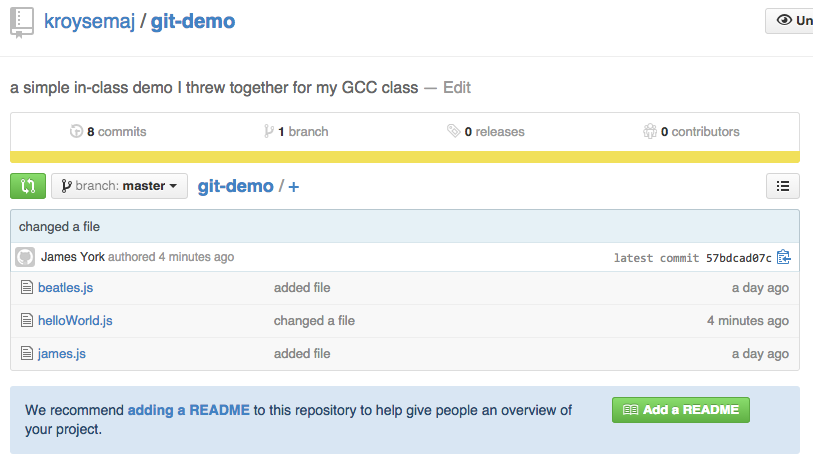 kroysemaj / git-demo
Un
a simple in-class demo I threw together for my GCC class — Edit
8 commits 1 branch 0 releases 0 contributors
branch: master git-demo / +
changed a file
James York authored 4 minutes ago latest commit 57bdcad07c
beatles.js added file a day ago
helloWorld.js changed a file 4 minutes ago
james.js added file a day ago
We recommend adding a README to this repository to help give people an overview of
your project.
Add a README